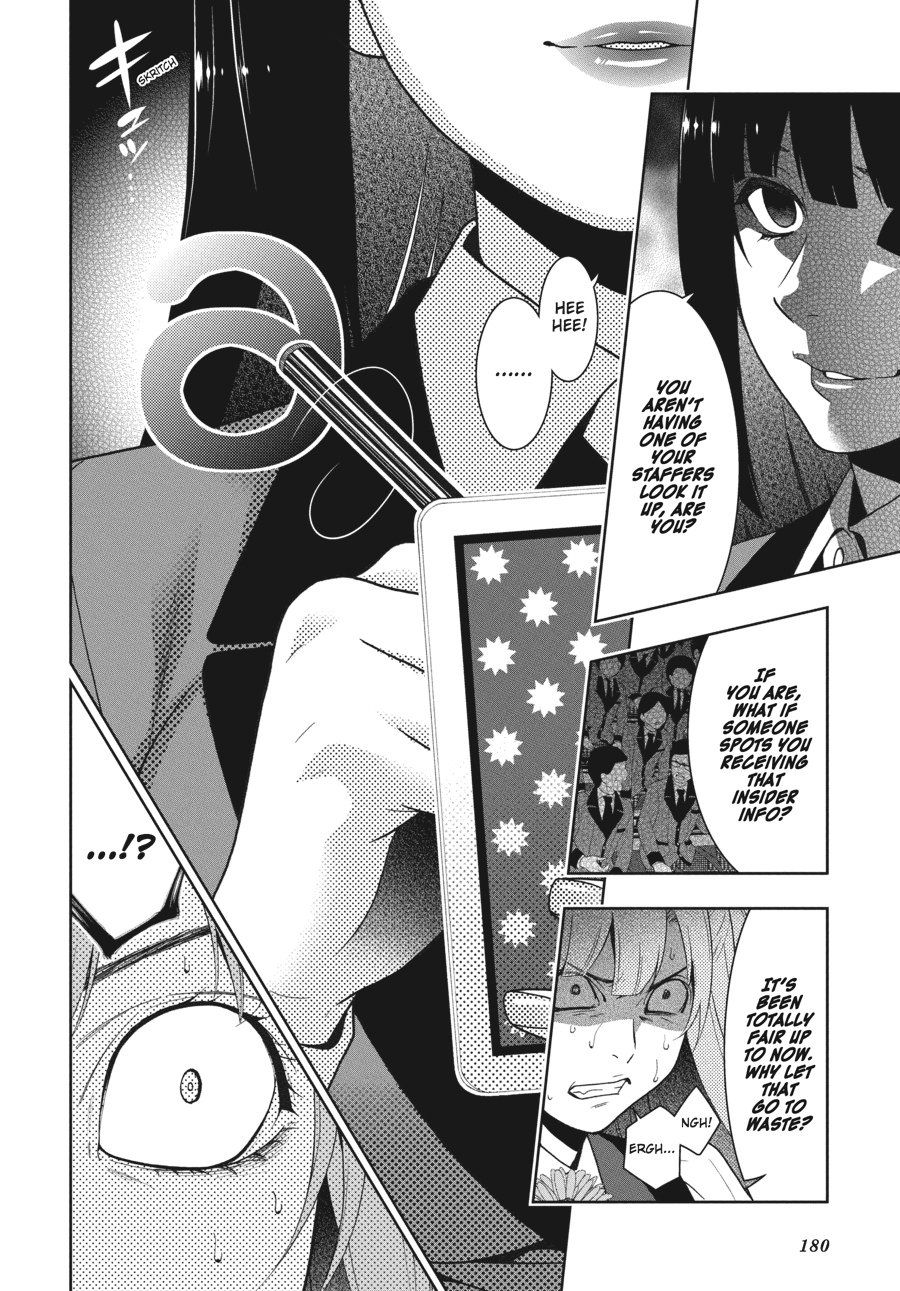 YOU
AREN'T
HAVING
ONE OF
YOUR
STAFFERS
LOOK IT
UP, ARE
YOU?
IF
YOU ARE,
WHAT IF
SOMEONE
SPOTS YOU
RECEIVING
THAT
INSIDER
INFO?
IT'S
BEEN
TOTALLY
FAIR UP
TO NOW.
WHY LET
THAT
GO TO
WASTE?
NGH!
ERGH...
HEE
HEE!
......
キュッ...
SKRITCH
...!?
180